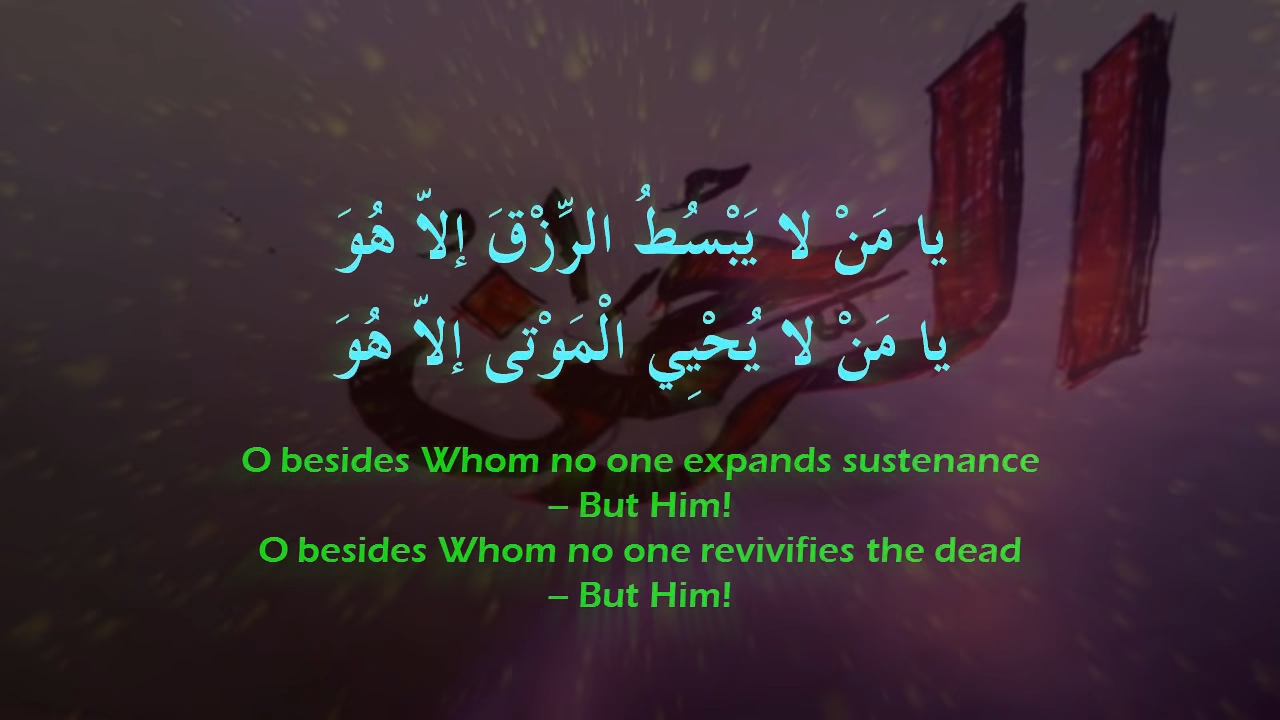 يا مَنْ لا يَبْسُطُ الرِّزْقَ إلاّ هُوَ
يا مَنْ لا يُحْيِي الْمَوْتى إلاّ هُوَ
O besides Whom no one expands sustenance
– But Him!
O besides Whom no one revivifies the dead
– But Him!